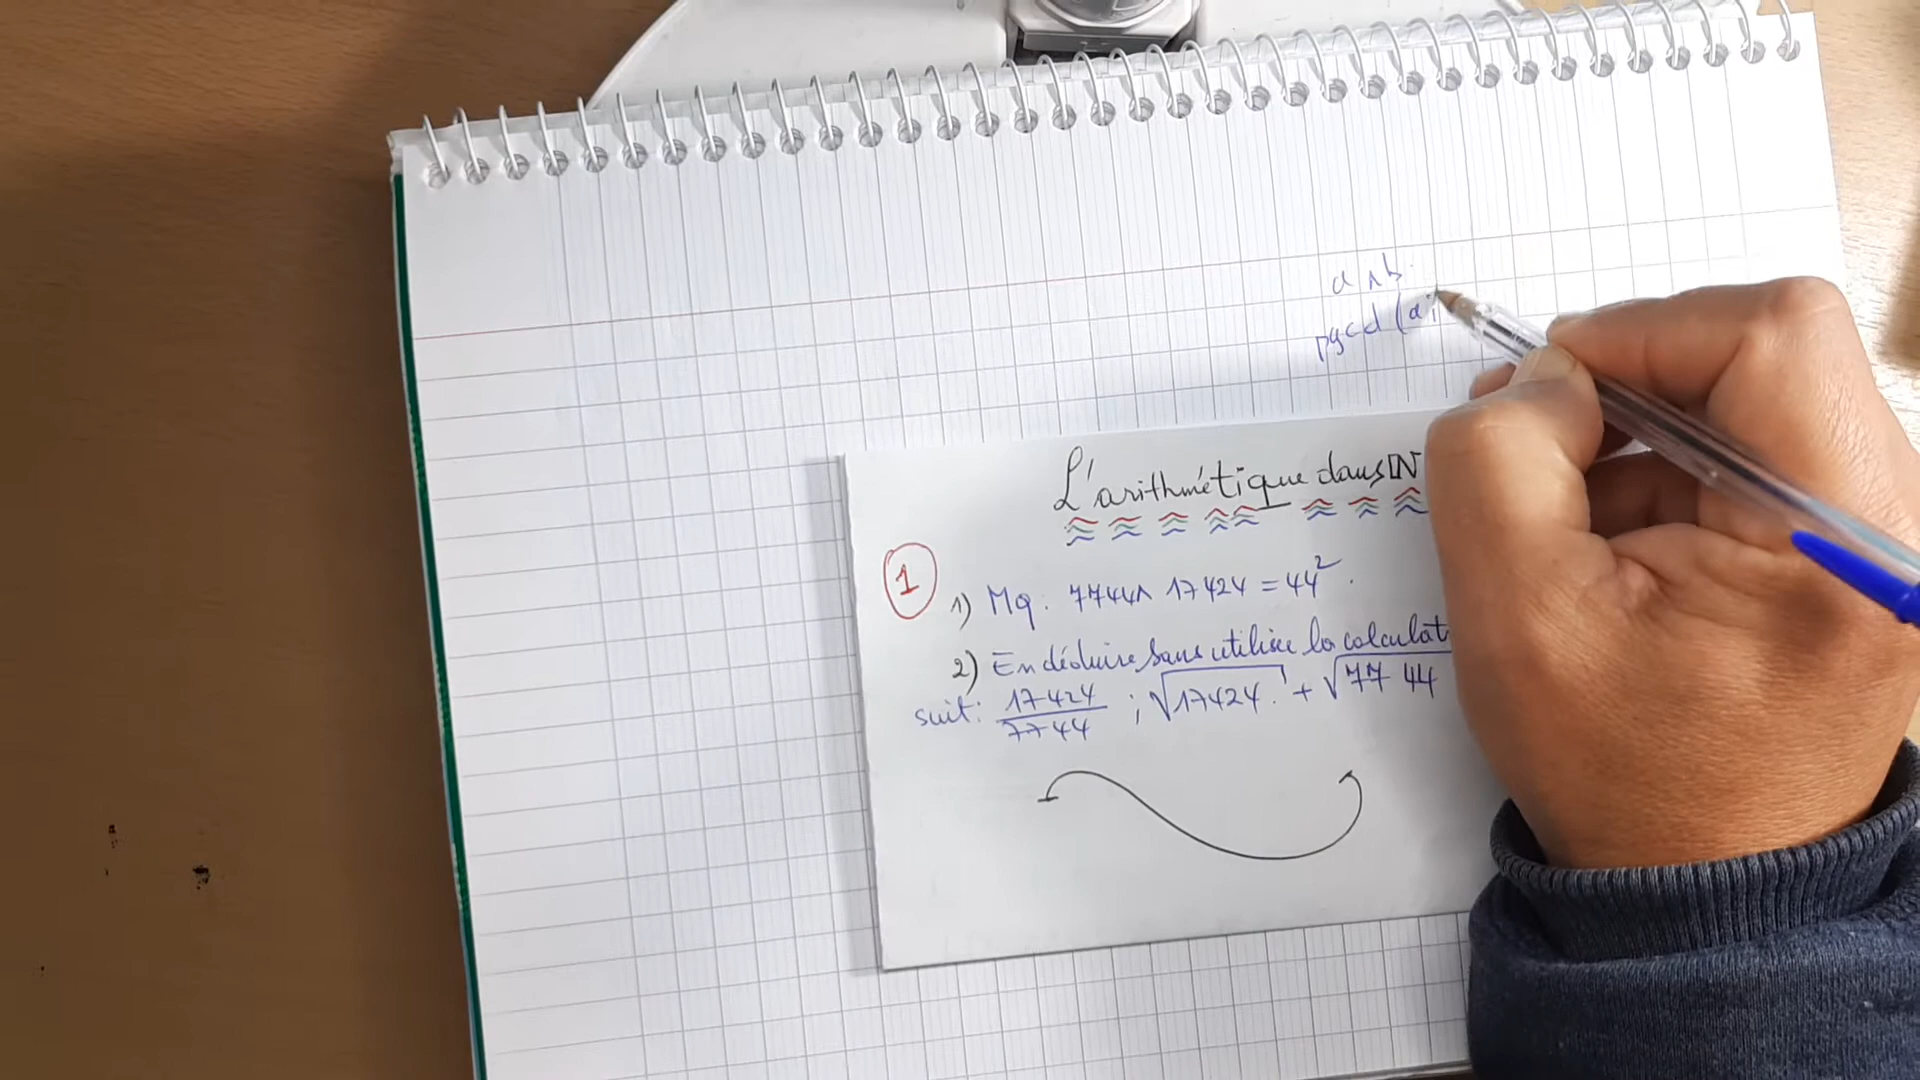 a ∧ b
pgcd (a;
L'arithmétique dans ℕ
1
1) Mq : 7744 ∧ 17424 = 44².
2) En déduire sans utiliser la calculat
suit : 17424/7744 ; √17424 + √7744